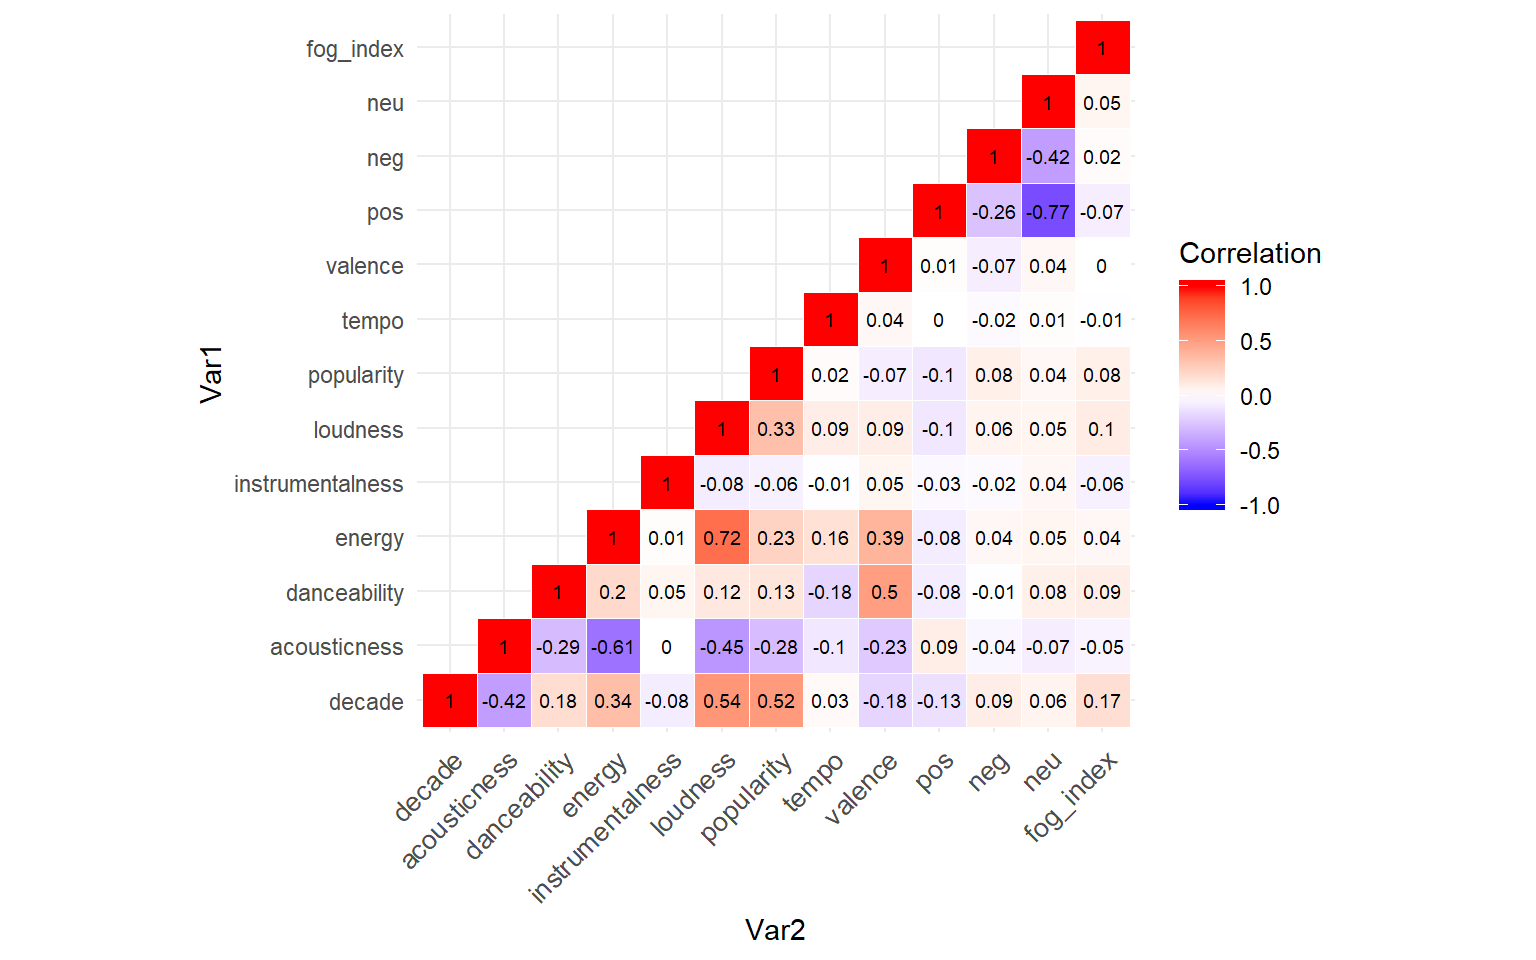 fog_index 1
neu 1 0.05
neg 1 -0.42 0.02
pos 1 -0.26 -0.77 -0.07
valence 1 0.01 -0.07 0.04 0
tempo 1 0.04 0 -0.02 0.01 -0.01
popularity 1 0.02 -0.07 -0.1 0.08 0.04 0.08
loudness 1 0.33 0.09 0.09 -0.1 0.06 0.05 0.1
instrumentalness 1 -0.08 -0.06 -0.01 0.05 -0.03 -0.02 0.04 -0.06
energy 1 0.01 0.72 0.23 0.16 0.39 -0.08 0.04 0.05 0.04
danceability 1 0.2 0.05 0.12 0.13 -0.18 0.5 -0.08 -0.01 0.08 0.09
acousticness 1 -0.29 -0.61 0 -0.45 -0.28 -0.1 -0.23 0.09 -0.04 -0.07 -0.05
decade 1 -0.42 0.18 0.34 -0.08 0.54 0.52 0.03 -0.18 -0.13 0.09 0.06 0.17
Var1
decade
acousticness
danceability
energy
instrumentalness
loudness
popularity
tempo
valence
pos
neg
neu
fog_index
Var2
Correlation
1.0
0.5
0.0
-0.5
-1.0